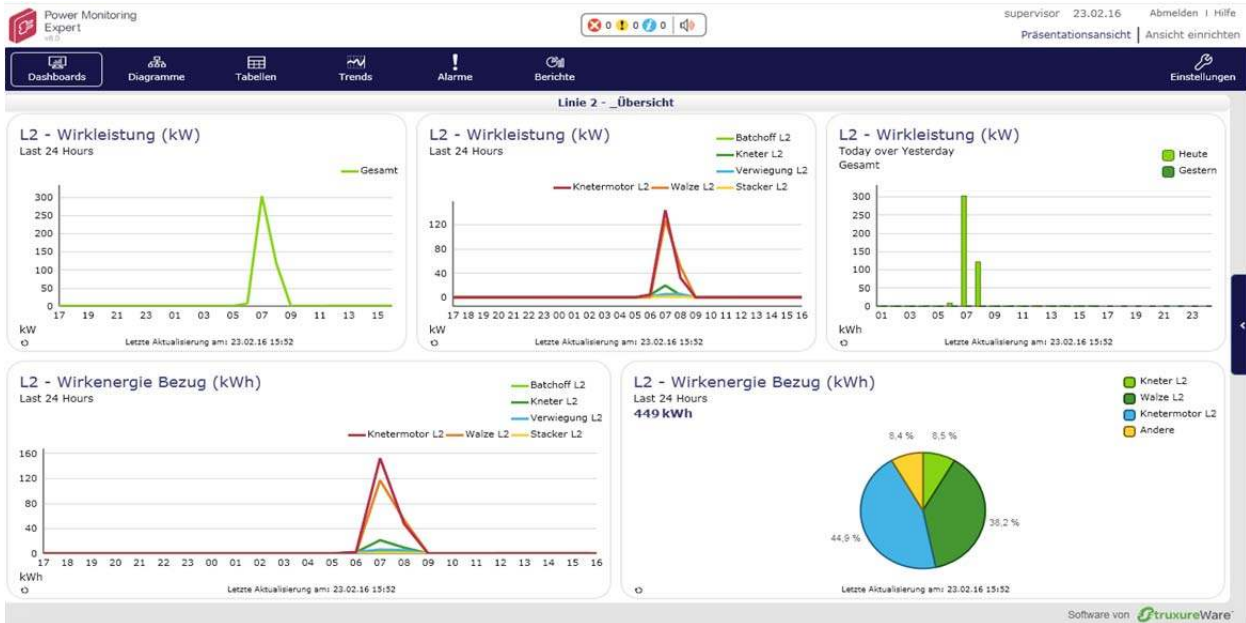 Power Monitoring
Expert
v8.0
0 0 0
supervisor 23.02.16 Abmelden | Hilfe
Präsentationsansicht | Ansicht einrichten
Dashboards Diagramme Tabellen Trends Alarme Berichte Einstellungen
Linie 2 - _Übersicht
L2 - Wirkleistung (kW)
Last 24 Hours
Gesamt
300
250
200
150
100
50
0
17 19 21 23 01 03 05 07 09 11 13 15
kW
Letzte Aktualisierung am: 23.02.16 15:52
L2 - Wirkleistung (kW)
Last 24 Hours
Batchoff L2
Kneter L2
Verwiegung L2
Knetermotor L2 Walze L2 Stacker L2
120
80
40
0
17 18 19 20 21 22 23 00 01 02 03 04 05 06 07 08 09 10 11 12 13 14 15 16
kW
Letzte Aktualisierung am: 23.02.16 15:52
L2 - Wirkleistung (kW)
Today over Yesterday
Gesamt
Heute
Gestern
300
250
200
150
100
50
0
01 03 05 07 09 11 13 15 17 19 21 23
kWh
Letzte Aktualisierung am: 23.02.16 15:52
L2 - Wirkenergie Bezug (kWh)
Last 24 Hours
Batchoff L2
Kneter L2
Verwiegung L2
Knetermotor L2 Walze L2 Stacker L2
160
120
80
40
0
17 18 19 20 21 22 23 00 01 02 03 04 05 06 07 08 09 10 11 12 13 14 15 16
kWh
Letzte Aktualisierung am: 23.02.16 15:52
L2 - Wirkenergie Bezug (kWh)
Last 24 Hours
449 kWh
Kneter L2
Walze L2
Knetermotor L2
Andere
8,4 % 8,5 %
38,2 %
44,9 %
Letzte Aktualisierung am: 23.02.16 15:52
Software von StruxureWare